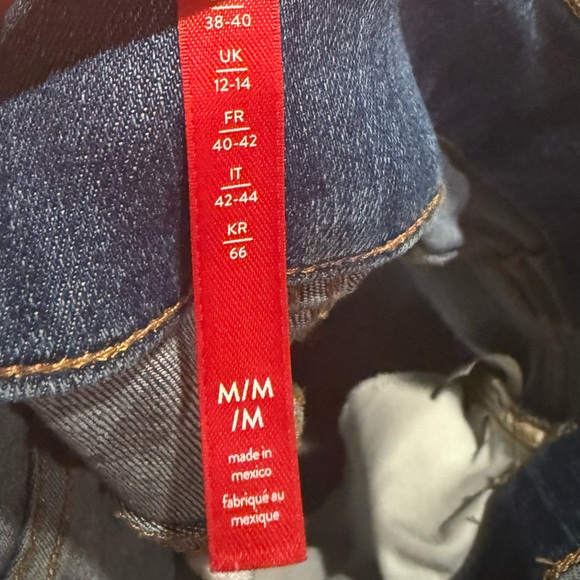 38-40
UK
12-14
FR
40-42
IT
42-44
KR
66
M/M
/M
made in
mexico
fabriqué au
mexique